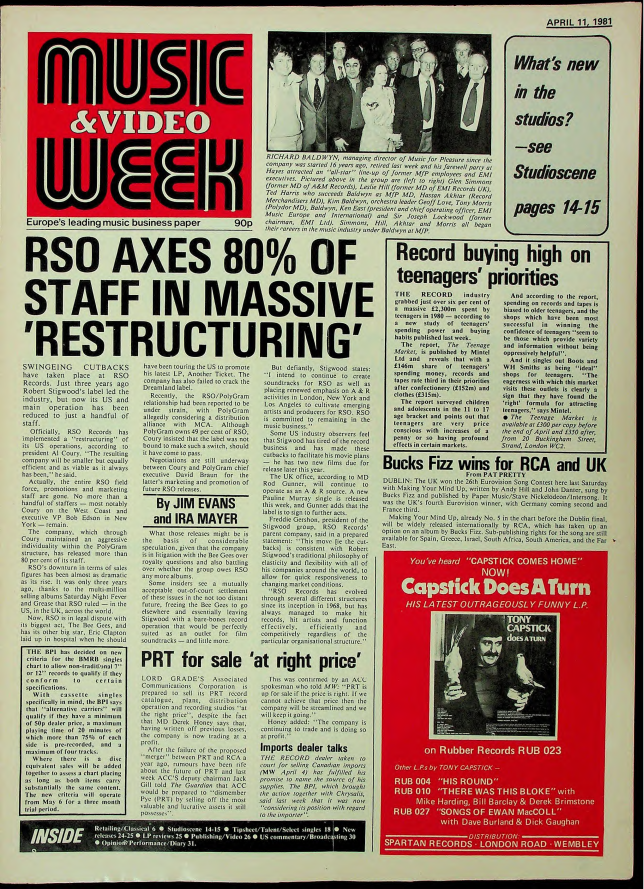 APRIL 11, 1981
MUSIC
&VIDEO
WEEK
Europe's leading music business paper 90p
RICHARD BALDWYN, managing director of Music for Pleasure since the
company was started 16 years ago, retired last week and his farewell party at
Hayes attracted an "all-star" line-up of former MfP employees and EMI
executives. Pictured above in the group are (left to right) Glen Simmons
(former MD of A&M Records), Leslie Hill (former MD of EMI Records UK),
Ted Harris who succeeds Baldwyn as MfP MD, Hassan Akhtar (Record
Merchandisers MD), Kim Baldwyn, orchestra leader Geoff Love, Tony Morris
(Polydor MD), Baldwyn, Ken East (president and chief operating officer, EMI
Music Europe and International) and Sir Joseph Lockwood (former
chairman, EMI Ltd). Simmons, Hill, Akhtar and Morris all began
their careers in the music industry under Baldwyn at MfP.
What's new
in the
studios?
—see
Studioscene
pages 14-15
RSO AXES 80% OF
STAFF IN MASSIVE
'RESTRUCTURING'
SWINGEING CUTBACKS
have taken place at RSO
Records. Just three years ago
Robert Stigwood's label led the
industry, but now its US and
main operation has been
reduced to just a handful of
staff.
Officially, RSO Records has
implemented a "restructuring" of
its US operations, according to
president Al Coury. "The resulting
company will be smaller but equally
efficient and as viable as it always
has been," he said.
Actually, the entire RSO field
force, promotions and marketing
staff are gone. No more than a
handful of staffers — most notably
Coury on the West Coast and
executive VP Bob Edson in New
York — remain.
The company, which through
Coury maintained an aggressive
individuality within the PolyGram
structure, has released more than
80 per cent of its staff.
RSO's downturn in terms of sales
figures has been almost as dramatic
as its rise. It was only three years
ago, thanks to the multi-million
selling albums Saturday Night Fever
and Grease that RSO ruled — in the
US, in the UK, across the world.
Now, RSO is in legal dispute with
its biggest act, The Bee Gees, and
has its other big star, Eric Clapton
laid up in hospital when he should
have been touring the US to promote
his latest LP, Another Ticket. The
company has also failed to crack the
Dreamland label.
Recently, the RSO/PolyGram
relationship had been reported to be
under strain, with PolyGram
allegedly considering a distribution
alliance with MCA. Although
PolyGram owns 49 per cent of RSO,
Coury insisted that the label was not
bound to make such a switch, should
it have come to pass.
Negotiations are still underway
between Coury and PolyGram chief
executive David Braun for the
latter's marketing and promotion of
future RSO releases.
By JIM EVANS
and IRA MAYER
What those releases might be is
the basis of considerable
speculation, given that the company
is in litigation with the Bee Gees over
royalty questions and also battling
over whether the group owes RSO
any more albums.
Some insiders see a mutually
acceptable out-of-court settlement
of these issues in the not too distant
future, freeing the Bee Gees to go
elsewhere and essentially leaving
Stigwood with a bare-bones record
operation that would be perfectly
suited as an outlet for film
soundtracks — and little more.
But defiantly, Stigwood states:
"I intend to continue to create
soundtracks for RSO as well as
placing renewed emphasis on A & R
activities in London, New York and
Los Angeles to cultivate emerging
artists and producers for RSO. RSO
is committed to remaining in the
music business."
Some US industry observers feel
that Stigwood has tired of the record
business and has made these
cutbacks to facilitate his movie plans
— he has two new films due for
release later this year.
The UK office, according to MD
Rod Gunner, will continue to
operate as an A & R source. A new
Pauline Murray single is released
this week, and Gunner adds that the
label is to sign further acts.
Freddie Gershon, president of the
Stigwood group, RSO Records'
parent company, said in a prepared
statement: "This move [ie the cut-
backs] is consistent with Robert
Stigwood's traditional philosophy of
elasticity and flexibility with all of
his companies around the world, to
allow for quick responsiveness to
changing market conditions.
"RSO Records has evolved
through several different structures
since its inception in 1968, but has
always managed to make hit
records, hit artists and function
effectively, efficiently and
competitively regardless of the
particular organisational structure."
Record buying high on
teenagers' priorities
THE RECORD industry
grabbed just over six per cent of
a massive £2,300m spent by
teenagers in 1980 — according to
a new study of teenagers'
spending power and buying
habits published last week.
The report, The Teenage
Market, is published by Mintel
Ltd and reveals that with a
£146m share of teenagers'
spending money, records and
tapes rate third in their priorities
after confectionery (£152m) and
clothes (£315m).
The report surveyed children
and adolescents in the 11 to 17
age bracket and points out that
teenagers are very price
conscious with increases of a
penny or so having profound
effects in certain markets.
And according to the report,
spending on records and tapes is
biased to older teenagers, and the
shops which have been most
successful in winning the
confidence of teenagers "seem to
be those which provide variety
and information without being
oppressively helpful".
And it singles out Boots and
WH Smiths as being "ideal"
shops for teenagers. "The
eagerness with which this market
visits these outlets is clearly a
sign that they have found the
'right' formula for attracting
teenagers," says Mintel.
● The Teenage Market is
available at £300 per copy before
the end of April and £350 after,
from 20 Buckingham Street,
Strand, London WC2.
Bucks Fizz wins for RCA and UK
From PAT PRETTY
DUBLIN: The UK won the 26th Eurovision Song Contest here last Saturday
with Making Your Mind Up, written by Andy Hill and John Danter, sung by
Bucks Fizz and published by Paper Music/Stave Nickelodeon/Intersong. It
was the UK's fourth Eurovision winner, with Germany coming second and
France third.
Making Your Mind Up, already No. 5 in the chart before the Dublin final,
will be widely released internationally by RCA, which has taken up an
option on an album by Bucks Fizz. Sub-publishing rights for the song are still
available for Spain, Greece, Israel, South Africa, South America, and the Far
East.
THE BPI has decided on new
criteria for the BMRB singles
chart to allow non-traditional 7"
or 12" records to qualify if they
conform to certain
specifications.
With cassette singles
specifically in mind, the BPI says
that "alternative carriers" will
qualify if they have a minimum
of 50p dealer price, a maximum
playing time of 20 minutes of
which more than 75% of each
side is pre-recorded, and a
maximum of four tracks.
Where there is a disc
equivalent sales will be added
together to assess a chart placing
as long as both items carry
substantially the same content.
The new criteria will operate
from May 6 for a three month
trial period.
PRT for sale 'at right price'
LORD GRADE'S Associated
Communications Corporation is
prepared to sell its PRT record
catalogue, plant, distribution
operation and recording studios "at
the right price", despite the fact
that MD Derek Honey says that,
having written off previous losses,
the company is now trading at a
profit.
After the failure of the proposed
"merger" between PRT and RCA a
year ago, rumours have been rife
about the future of PRT and last
week ACC's deputy chairman Jack
Gill told The Guardian that ACC
would be prepared to "dismember
Pye (PRT) by selling off the most
valuable and lucrative assets it still
possesses".
This was confirmed by an ACC
spokesman who told MW: "PRT is
up for sale if the price is right. If we
cannot achieve that price then the
company will be streamlined and we
will keep it going."
Honey added: "The company is
continuing to trade and is doing so
at profit."
Imports dealer talks
THE RECORD dealer taken to
court for selling Canadian imports
(MW April 4) has fulfilled his
promise to name the source of his
supplies. The BPI, which brought
the action together with Chrysalis,
said last week that it was now
"considering its position with regard
to the importer".
You've heard "CAPSTICK COMES HOME"
NOW!
Capstick Does A Turn
HIS LATEST OUTRAGEOUSLY FUNNY L.P.
TONY
CAPSTICK
DOES A TURN
on Rubber Records RUB 023
Other L.P.s by TONY CAPSTICK —
RUB 004 "HIS ROUND"
RUB 010 "THERE WAS THIS BLOKE" with
Mike Harding, Bill Barclay & Derek Brimstone
RUB 027 "SONGS OF EWAN MacCOLL"
with Dave Burland & Dick Gaughan
DISTRIBUTION
SPARTAN RECORDS · LONDON ROAD · WEMBLEY
INSIDE
Retailing/Classical 6 ● Studioscene 14-15 ● Tipsheet/Talent/Select singles 18 ● New
releases 24-25 ● LP reviews 25 ● Publishing/Video 26 ● US commentary/Broadcasting 30
● Opinion/Performance/Diary 31.